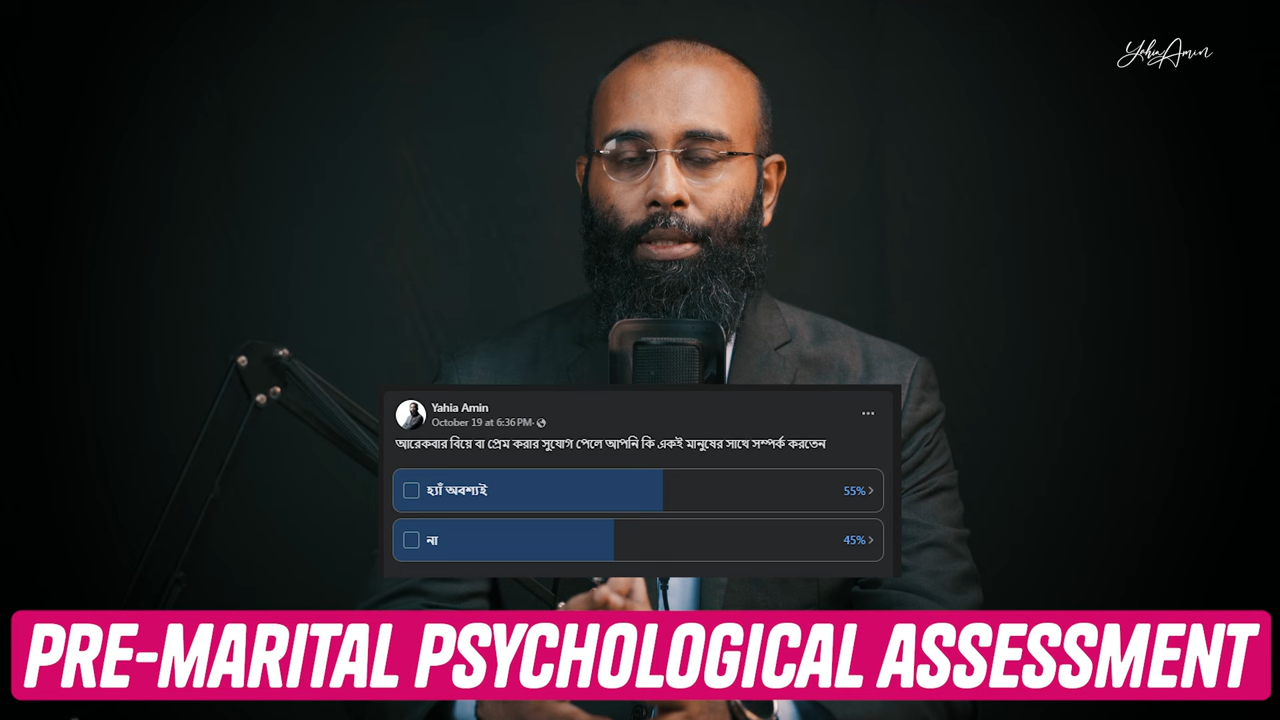 Yahia Amin
Yahia Amin
October 19 at 6:36 PM
আরেকবার বিয়ে বা প্রেম করার সুযোগ পেলে আপনি কি একই মানুষের সাথে সম্পর্ক করতেন
হ্যাঁ অবশ্যই 55%
না 45%
PRE-MARITAL PSYCHOLOGICAL ASSESSMENT